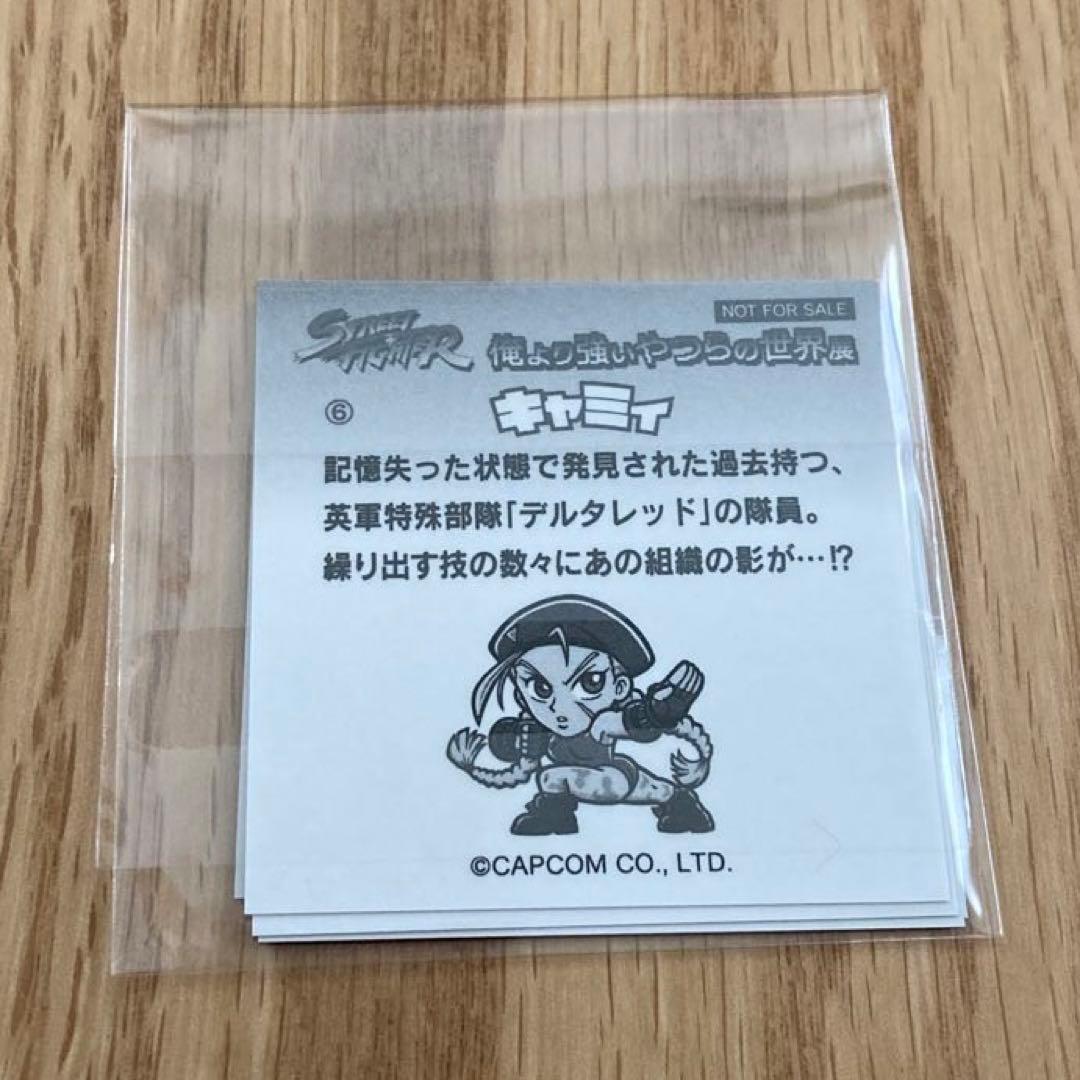 NOT FOR SALE
STREET FIGHTER 俺より強いやつらの世界展
⑥ キャミィ
記憶失った状態で発見された過去持つ、
英軍特殊部隊「デルタレッド」の隊員。
繰り出す技の数々にあの組織の影が…!?
©CAPCOM CO., LTD.